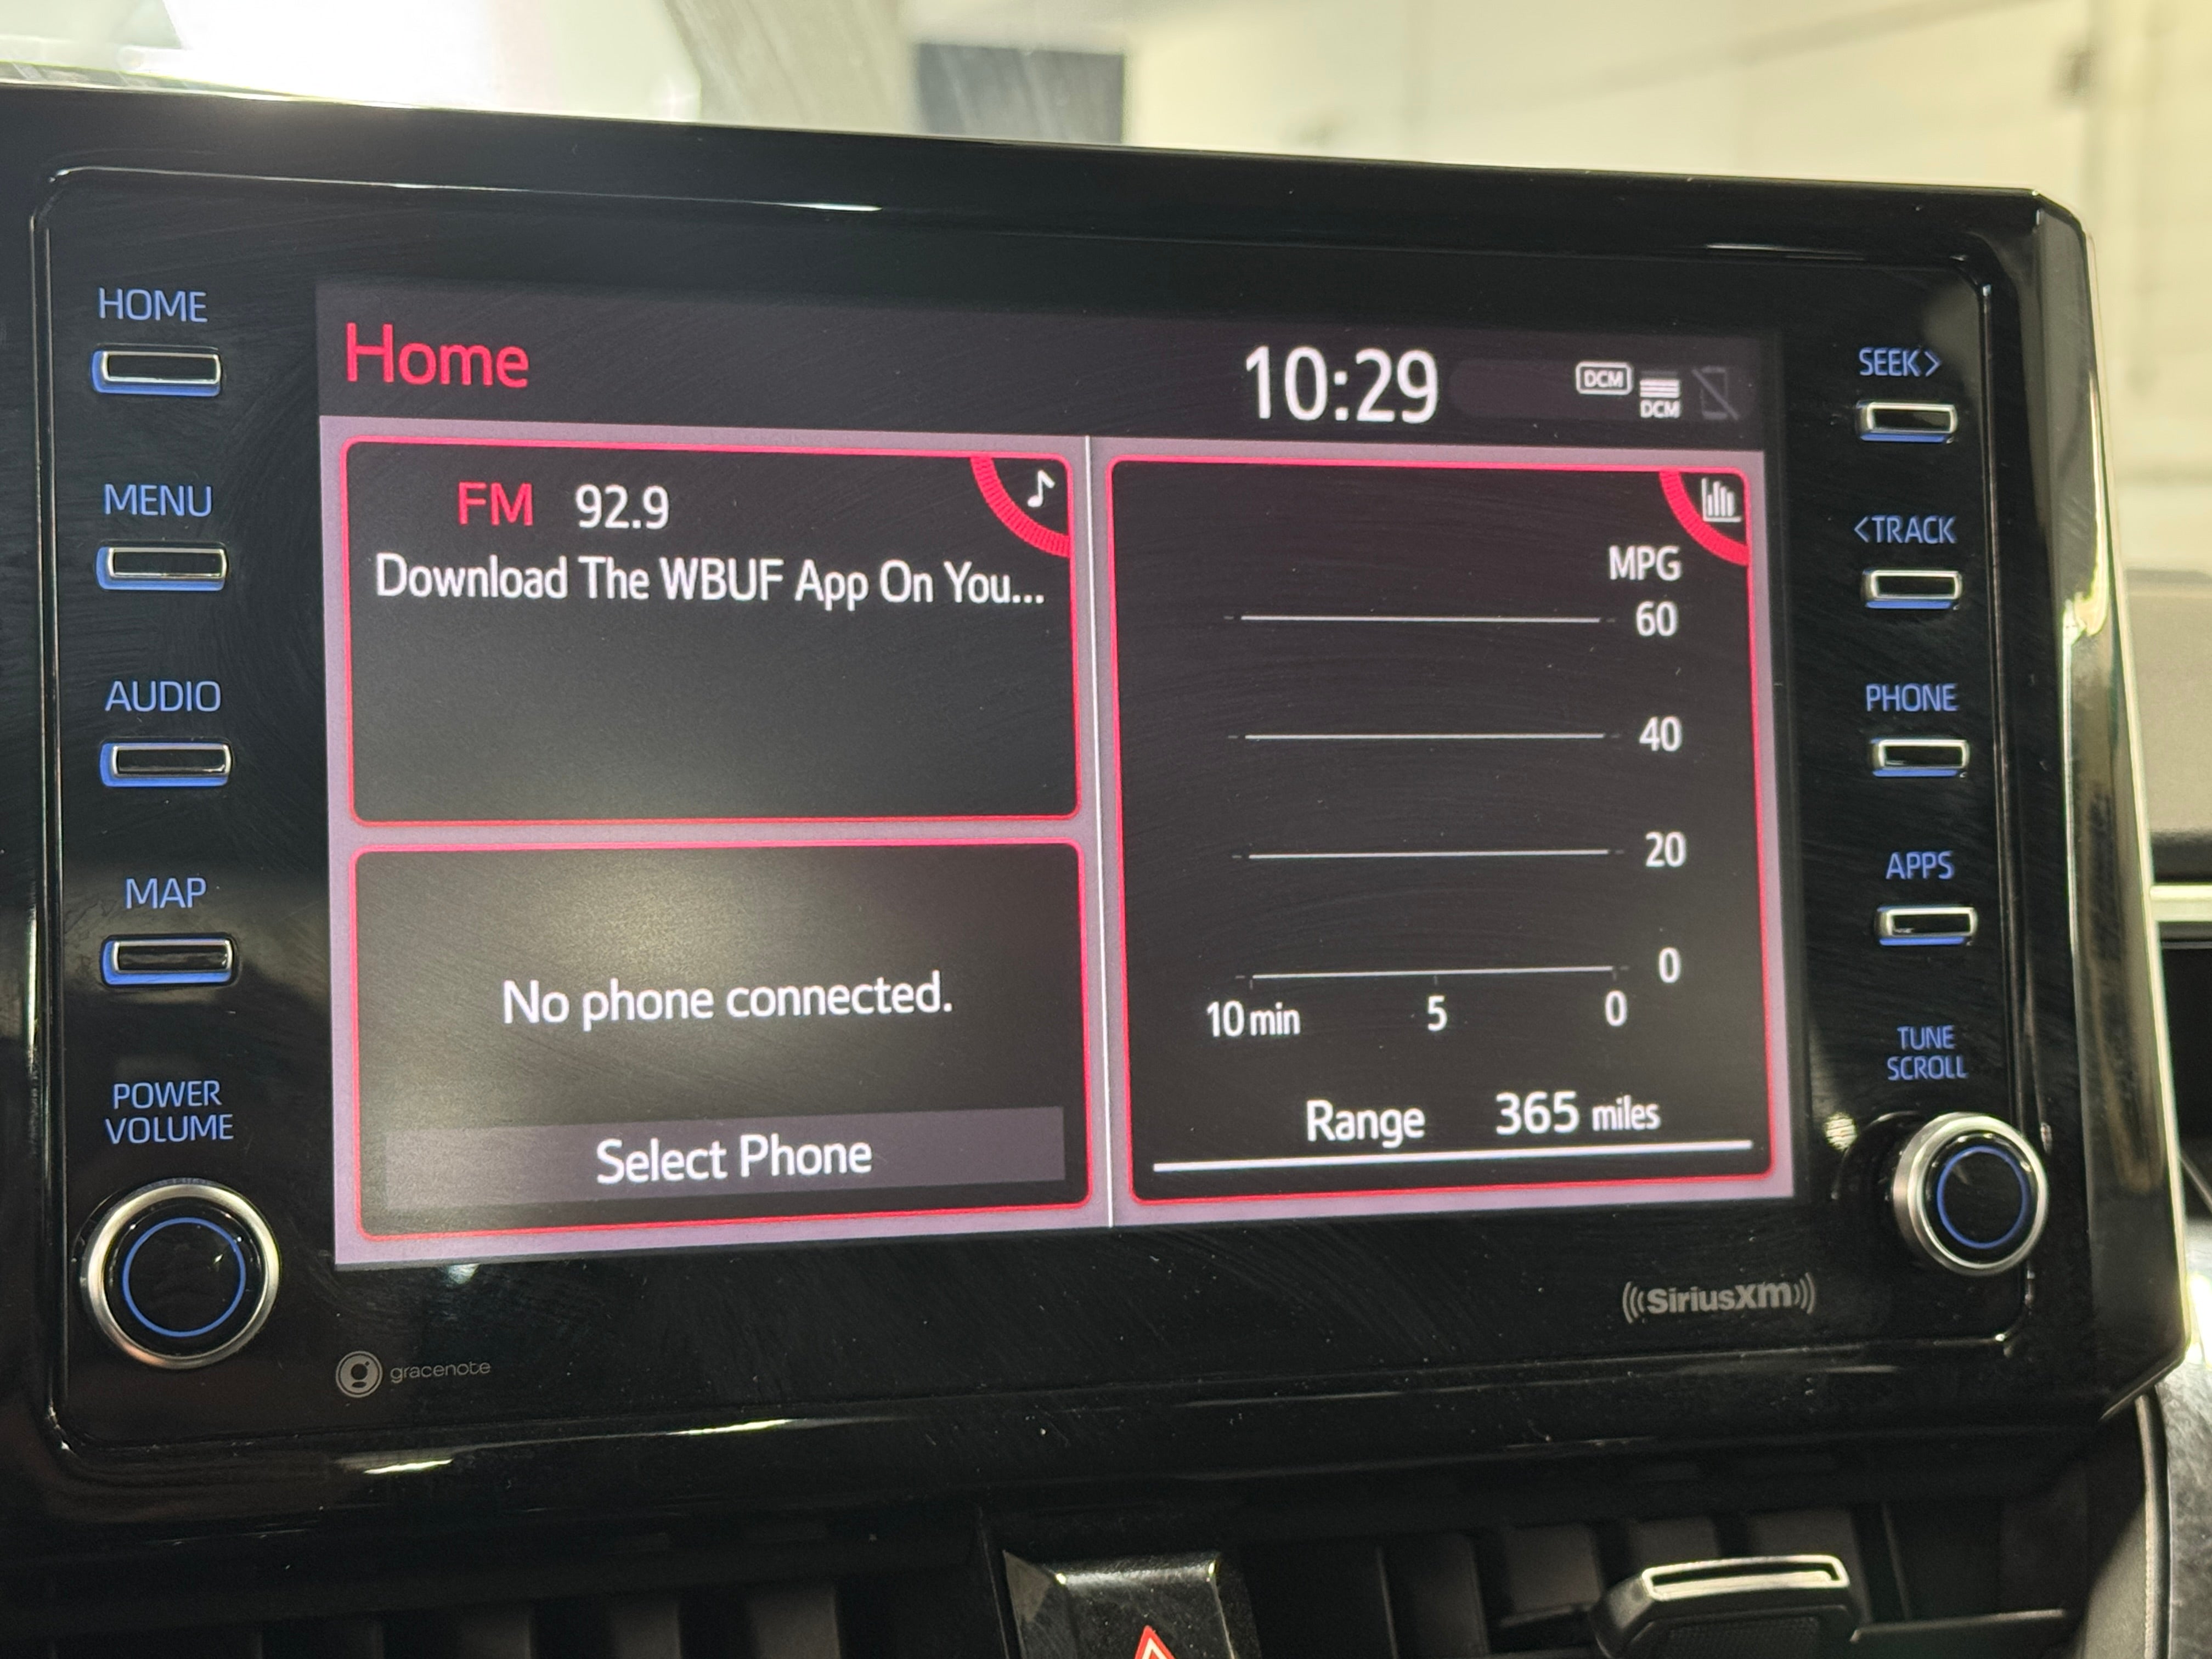 HOME
MENU
AUDIO
MAP
POWER
VOLUME
Home
10:29
DCM
DCM
FM 92.9
Download The WBUF App On You...
No phone connected.
Select Phone
MPG
60
40
20
0
10 min 5 0
Range 365 miles
SEEK>
<TRACK
PHONE
APPS
TUNE
SCROLL
gracenote
SiriusXM